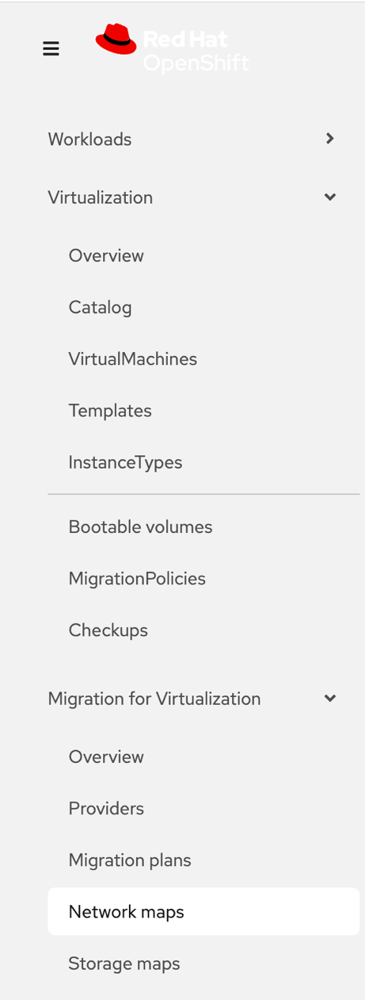 Red Hat
OpenShift
Workloads
Virtualization
Overview
Catalog
VirtualMachines
Templates
InstanceTypes
Bootable volumes
MigrationPolicies
Checkups
Migration for Virtualization
Overview
Providers
Migration plans
Network maps
Storage maps